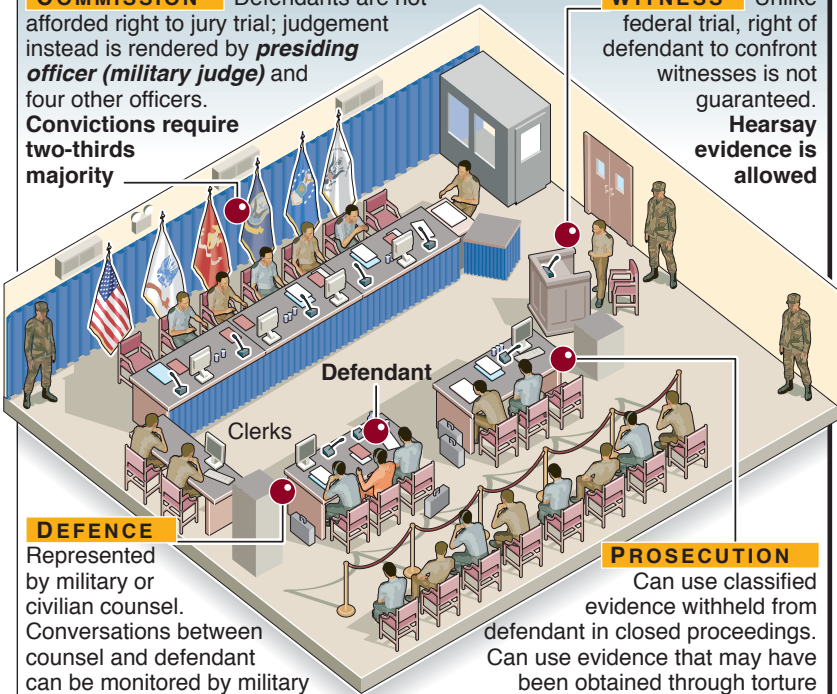 COMMISSION Defendants are not
afforded right to jury trial; judgement
instead is rendered by presiding
officer (military judge) and
four other officers.
Convictions require
two-thirds
majority
WITNESS Unlike
federal trial, right of
defendant to confront
witnesses is not
guaranteed.
Hearsay
evidence is
allowed
Defendant
Clerks
DEFENCE
Represented
by military or
civilian counsel.
Conversations between
counsel and defendant
can be monitored by military
PROSECUTION
Can use classified
evidence withheld from
defendant in closed proceedings.
Can use evidence that may have
been obtained through torture